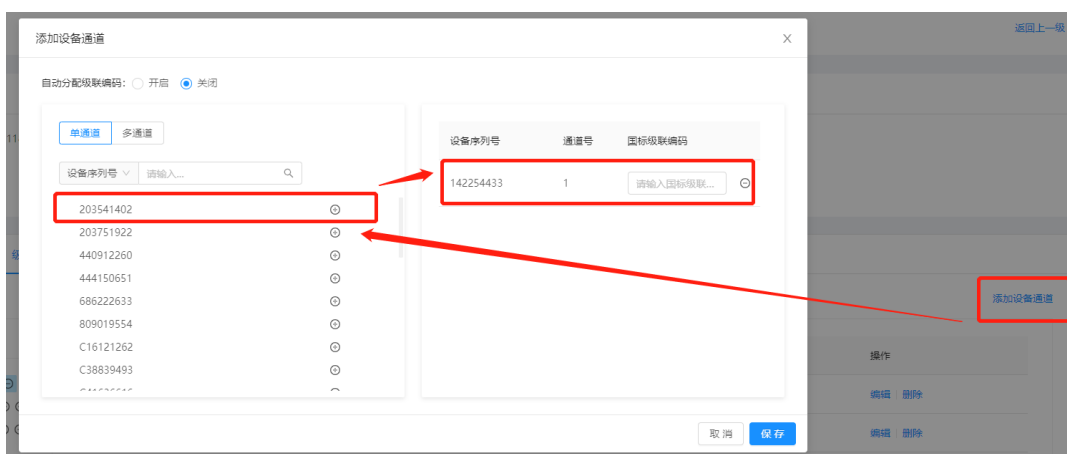 返回上一级
添加设备通道
自动分配级联编码: 开启 关闭
11
单通道 多通道
设备序列号 请输入...
设备序列号 通道号 国标级联编码
142254433 1 请输入国标级联...
203541402
203751922
440912260
444150651
686222633
809019554
C16121262
C38839493
添加设备通道
操作
编辑 删除
编辑 删除
取消 保存